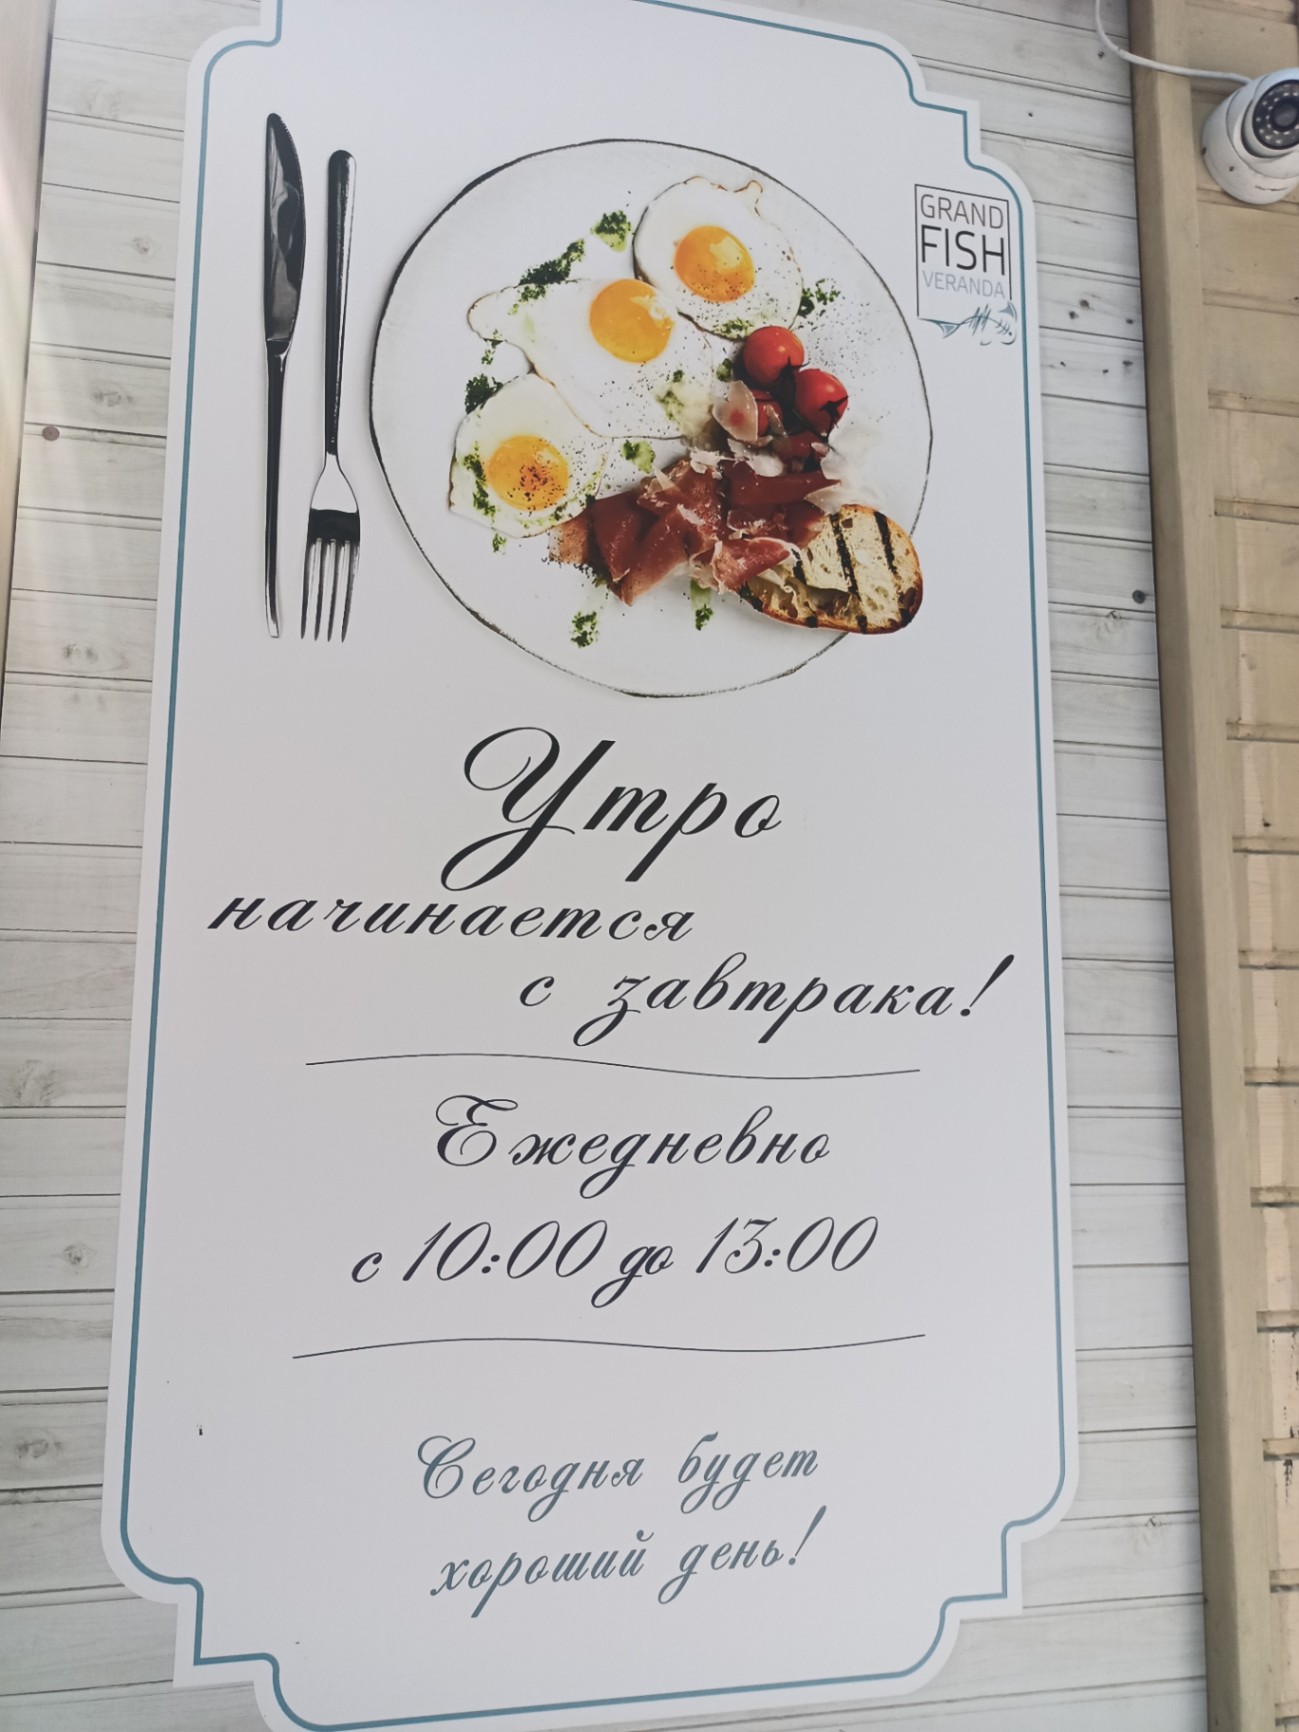 GRAND
FISH
VERANDA
Утро
начинается
с завтрака!
Ежедневно
с 10:00 до 13:00
Сегодня будет
хороший день!